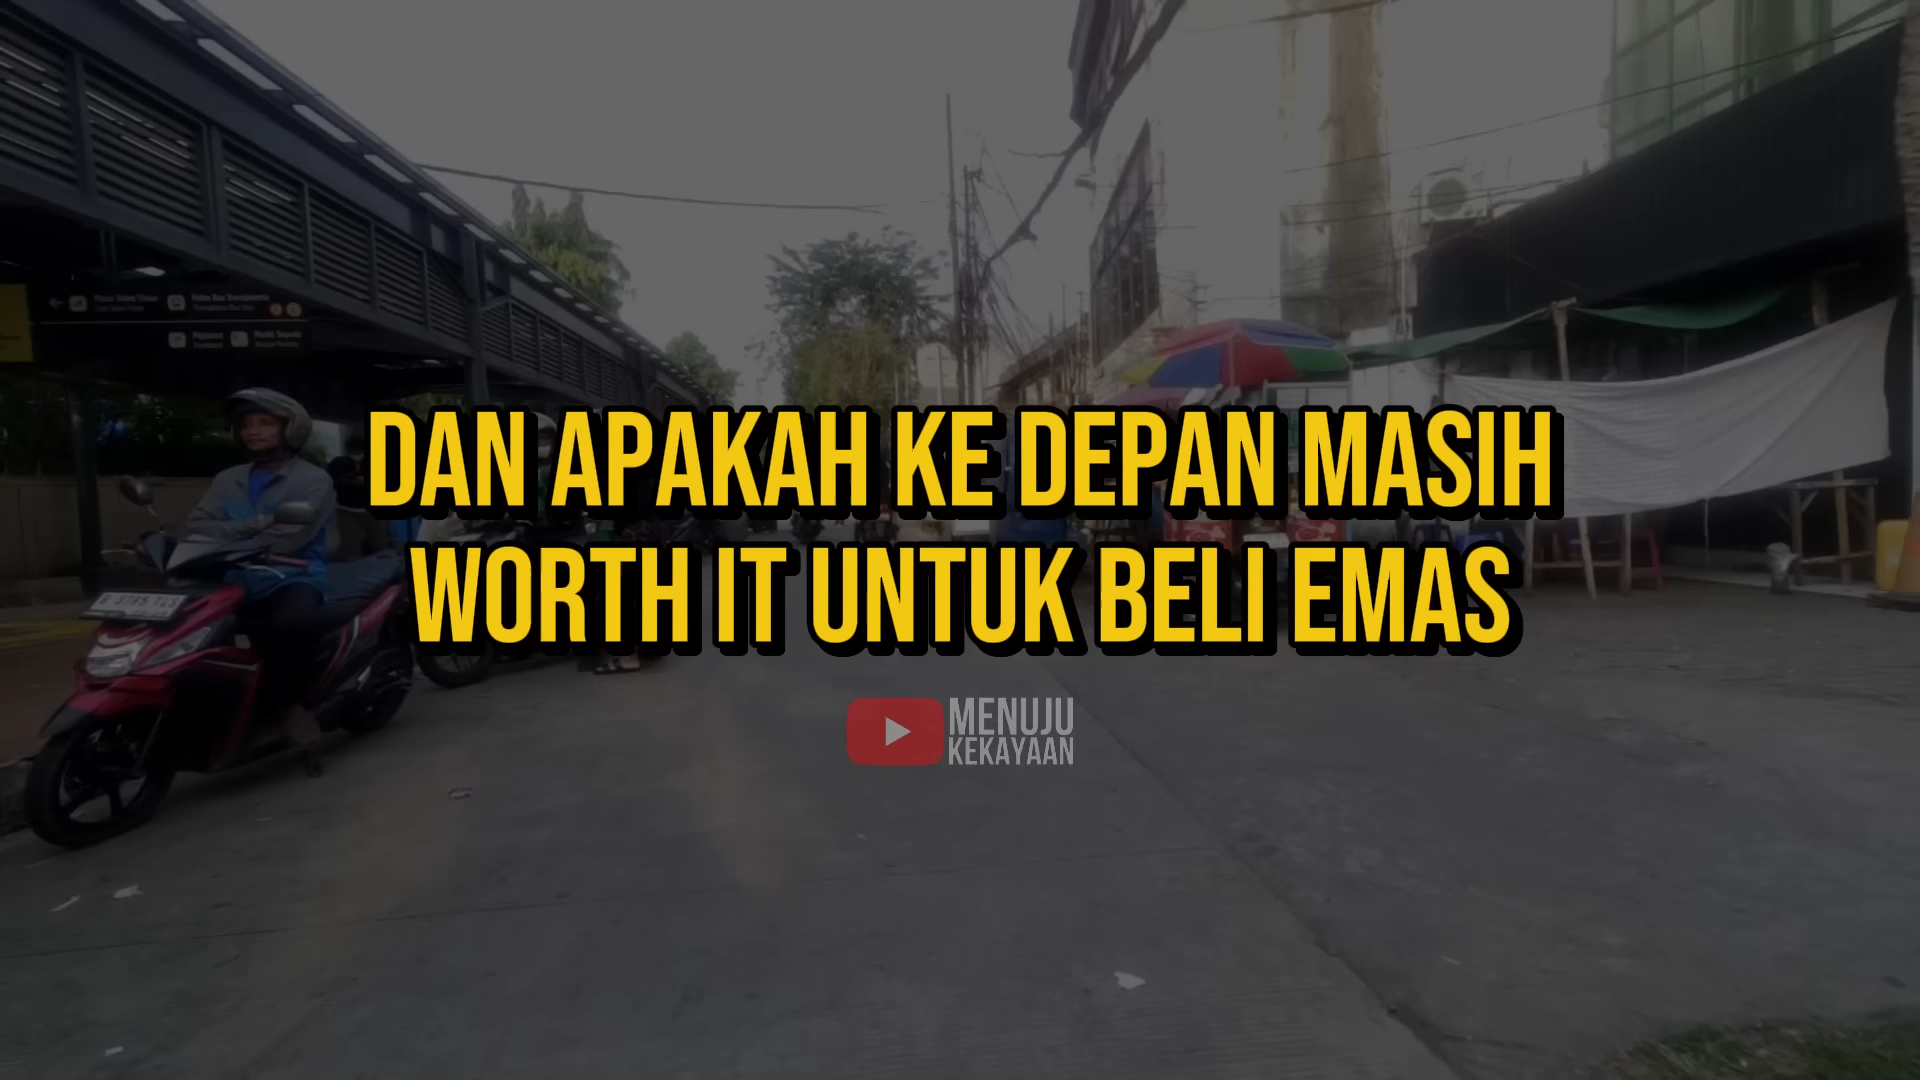 DAN APAKAH KE DEPAN MASIH
WORTH IT UNTUK BELI EMAS
MENUJU
KEKAYAAN